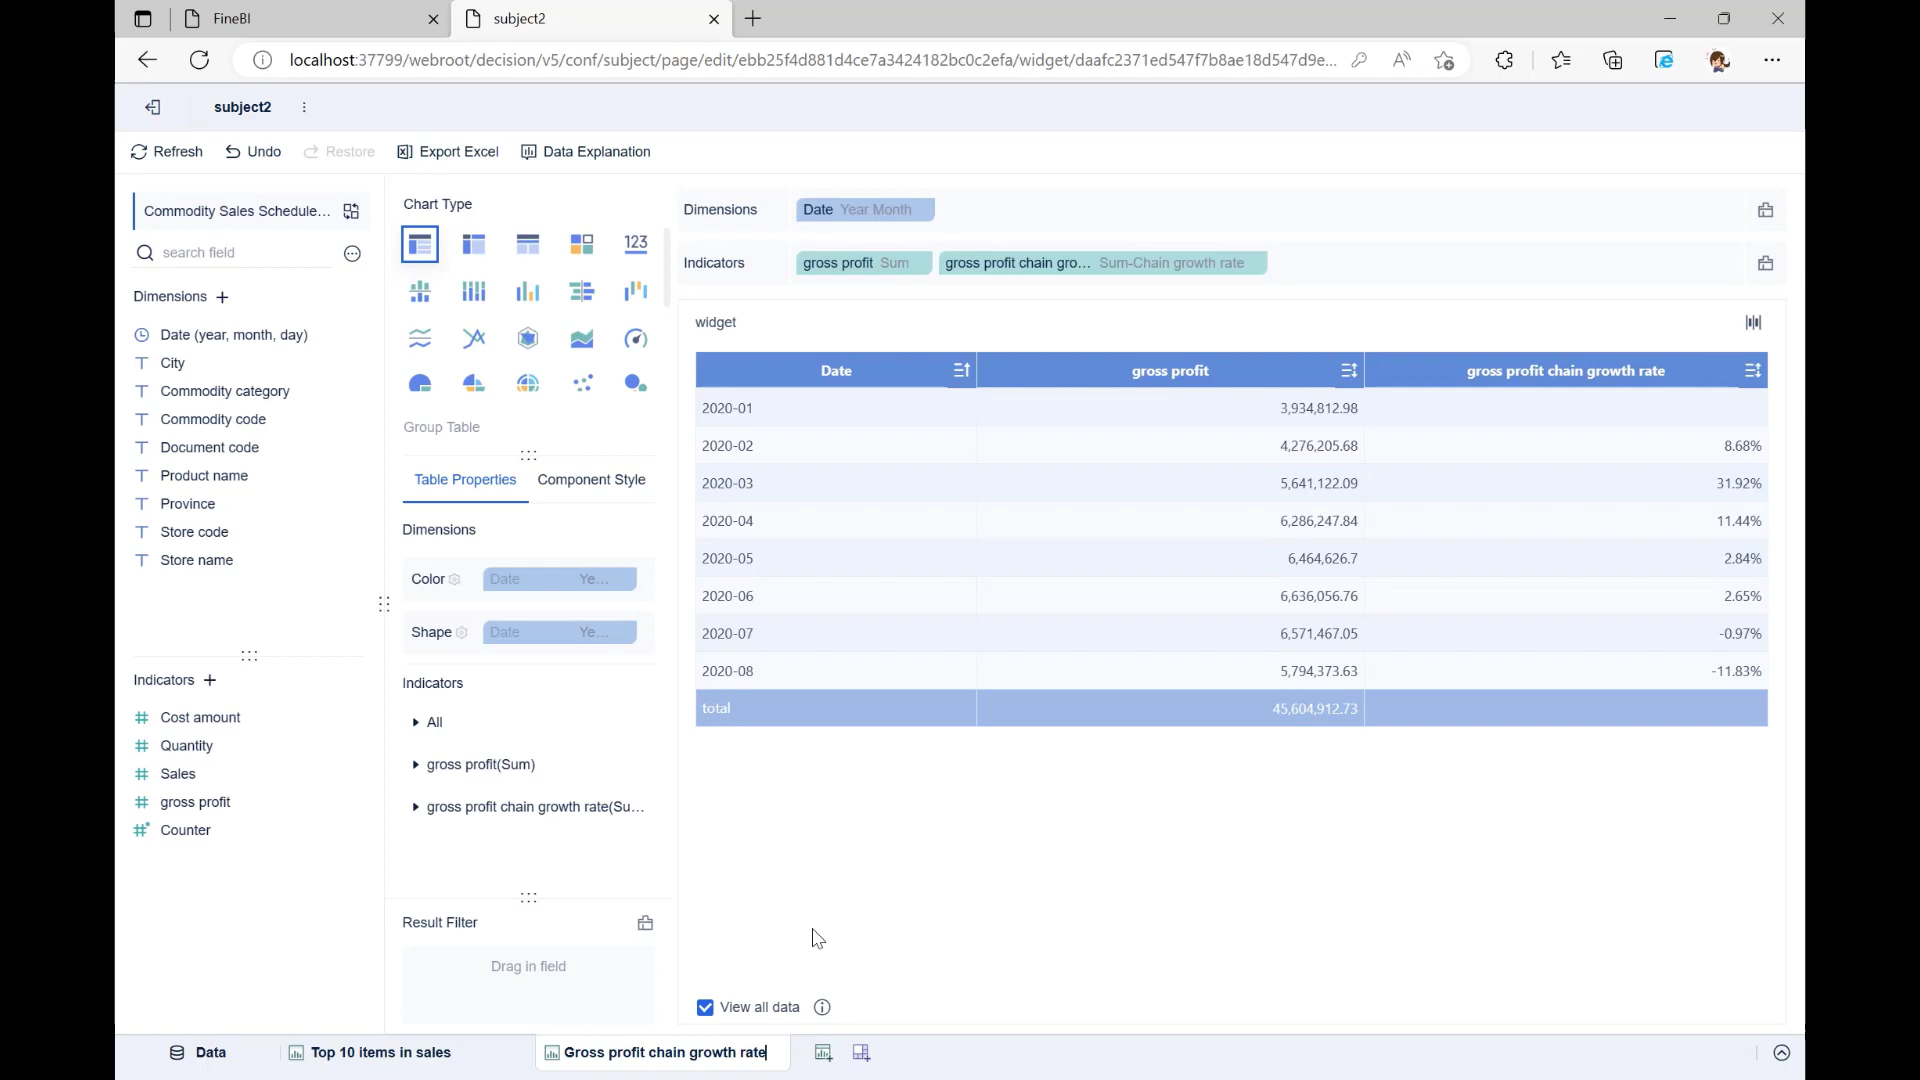 FineBI
subject2
localhost:37799/webroot/decision/v5/conf/subject/page/edit/ebb25f4d881d4ce7a3424182bc0c2efa/widget/daafc2371ed547f7b8ae18d547d9e...
subject2
Refresh
Undo
Restore
Export Excel
Data Explanation
Commodity Sales Schedule...
search field
Dimensions
Date (year, month, day)
City
Commodity category
Commodity code
Document code
Product name
Province
Store code
Store name
Indicators
Cost amount
Quantity
Sales
gross profit
Counter
Chart Type
123
Group Table
Table Properties Component Style
Dimensions
Color Date Ye...
Shape Date Ye...
Indicators
All
gross profit(Sum)
gross profit chain growth rate(Su...
Result Filter
Drag in field
Dimensions Date Year Month
Indicators gross profit Sum gross profit chain gro... Sum-Chain growth rate
widget
Date gross profit gross profit chain growth rate
2020-01 3,934,812.98
2020-02 4,276,205.68 8.68%
2020-03 5,641,122.09 31.92%
2020-04 6,286,247.84 11.44%
2020-05 6,464,626.7 2.84%
2020-06 6,636,056.76 2.65%
2020-07 6,571,467.05 -0.97%
2020-08 5,794,373.63 -11.83%
total 45,604,912.73
View all data
Data
Top 10 items in sales
Gross profit chain growth rate